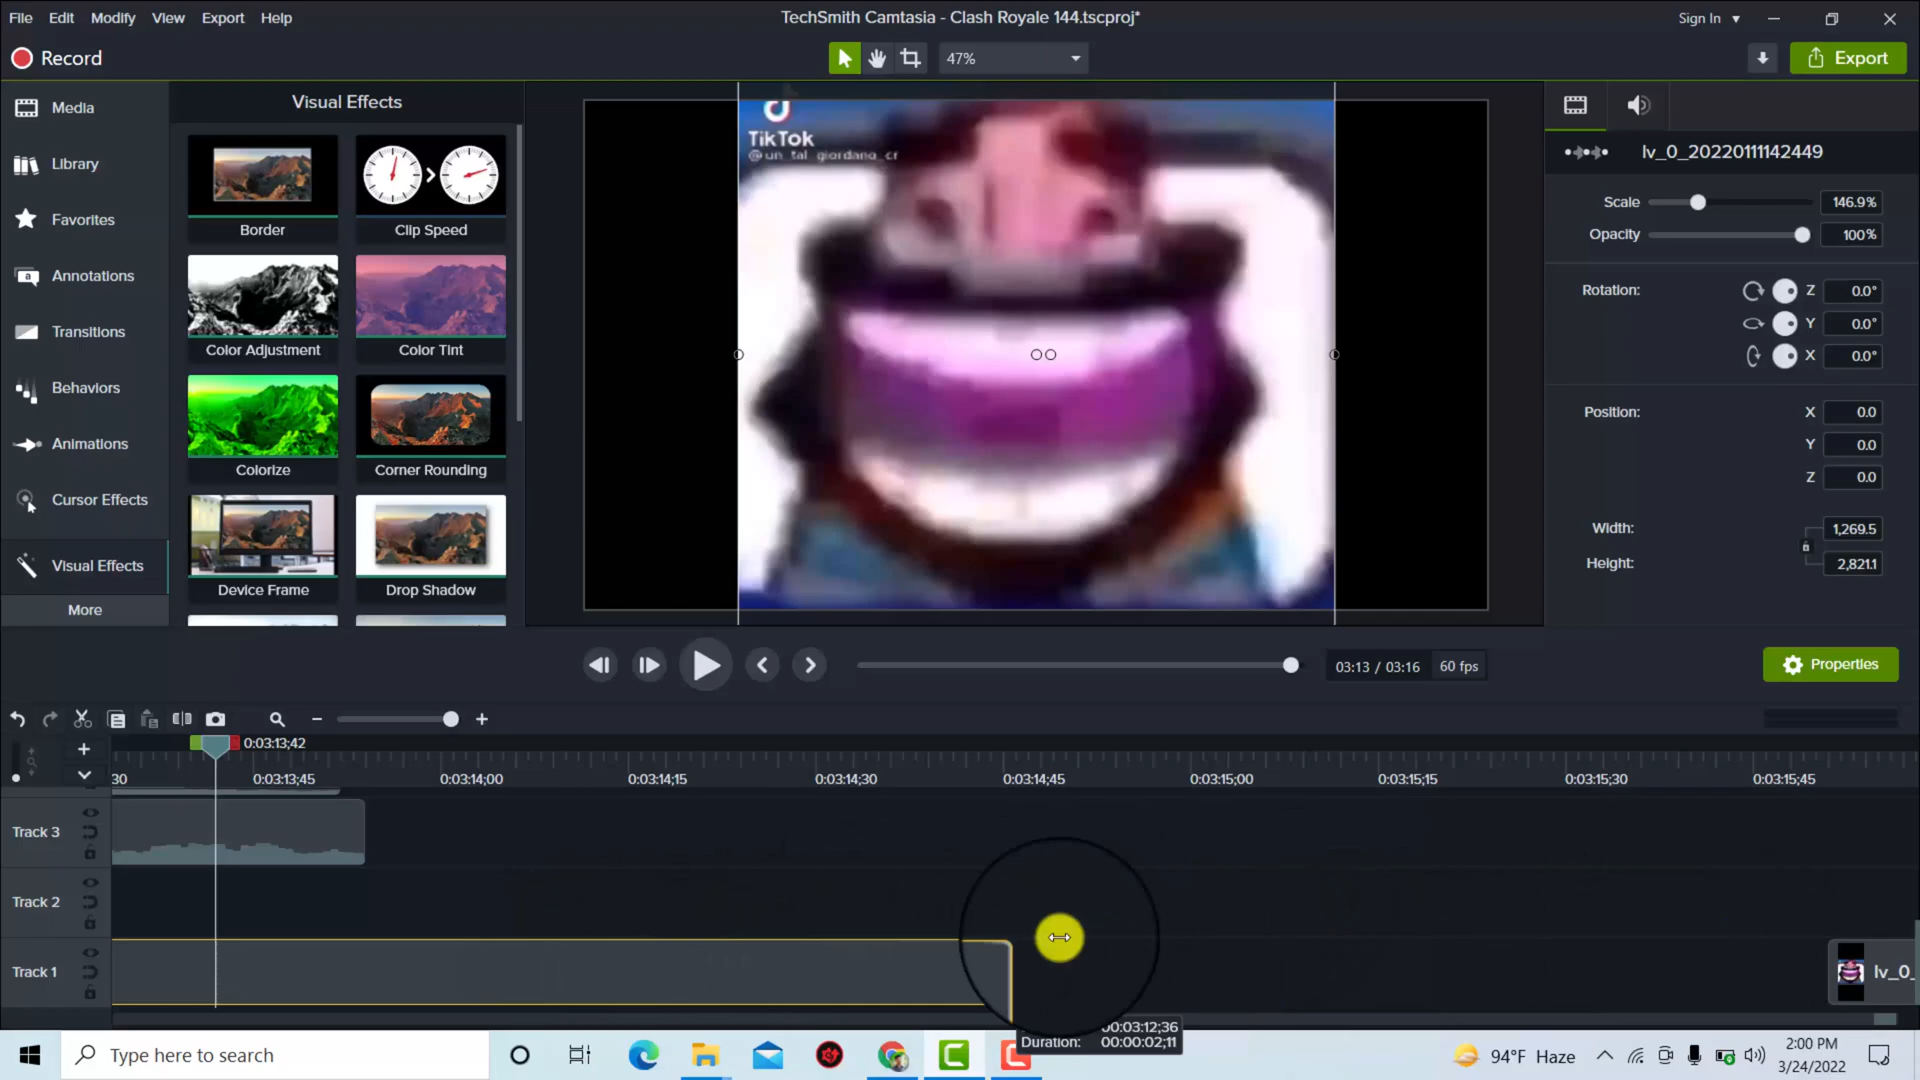 File Edit Modify View Export Help
TechSmith Camtasia - Clash Royale 144.tscproj*
Sign In
Record
47%
Export
Media
Library
Favorites
Annotations
Transitions
Behaviors
Animations
Cursor Effects
Visual Effects
More
Visual Effects
Border
Clip Speed
Color Adjustment
Color Tint
Colorize
Corner Rounding
Device Frame
Drop Shadow
TikTok
@un_tal_giordano_cr
lv_0_20220111142449
Scale 146.9%
Opacity 100%
Rotation: Z 0.0°
Y 0.0°
X 0.0°
Position: X 0.0
Y 0.0
Z 0.0
Width: 1,269.5
Height: 2,821.1
03:13 / 03:16 60 fps
Properties
0:03:13;42
30 0:03:13;45 0:03:14;00 0:03:14;15 0:03:14;30 0:03:14;45 0:03:15;00 0:03:15;15 0:03:15;30 0:03:15;45
Track 3
Track 2
Track 1
lv_0_
00:03:12;36
Duration: 00:00:02;11
Type here to search
94°F Haze
2:00 PM
3/24/2022